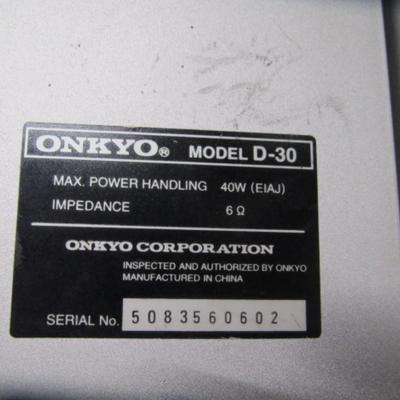 ONKYO® MODEL D-30
MAX. POWER HANDLING 40W (EIAJ)
IMPEDANCE 6 Ω
ONKYO CORPORATION
INSPECTED AND AUTHORIZED BY ONKYO
MANUFACTURED IN CHINA
SERIAL No. 5083560602